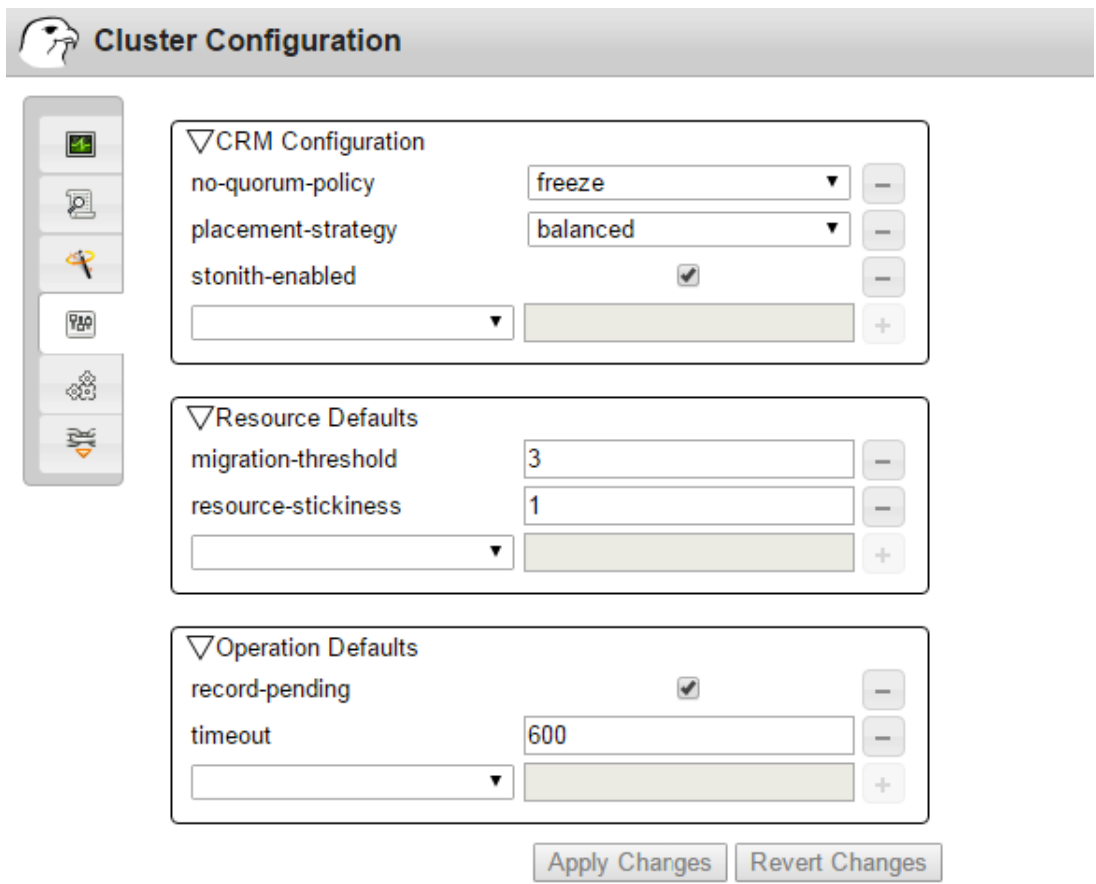 Cluster Configuration
▽CRM Configuration
no-quorum-policy freeze
placement-strategy balanced
stonith-enabled
▽Resource Defaults
migration-threshold 3
resource-stickiness 1
▽Operation Defaults
record-pending
timeout 600
Apply Changes Revert Changes